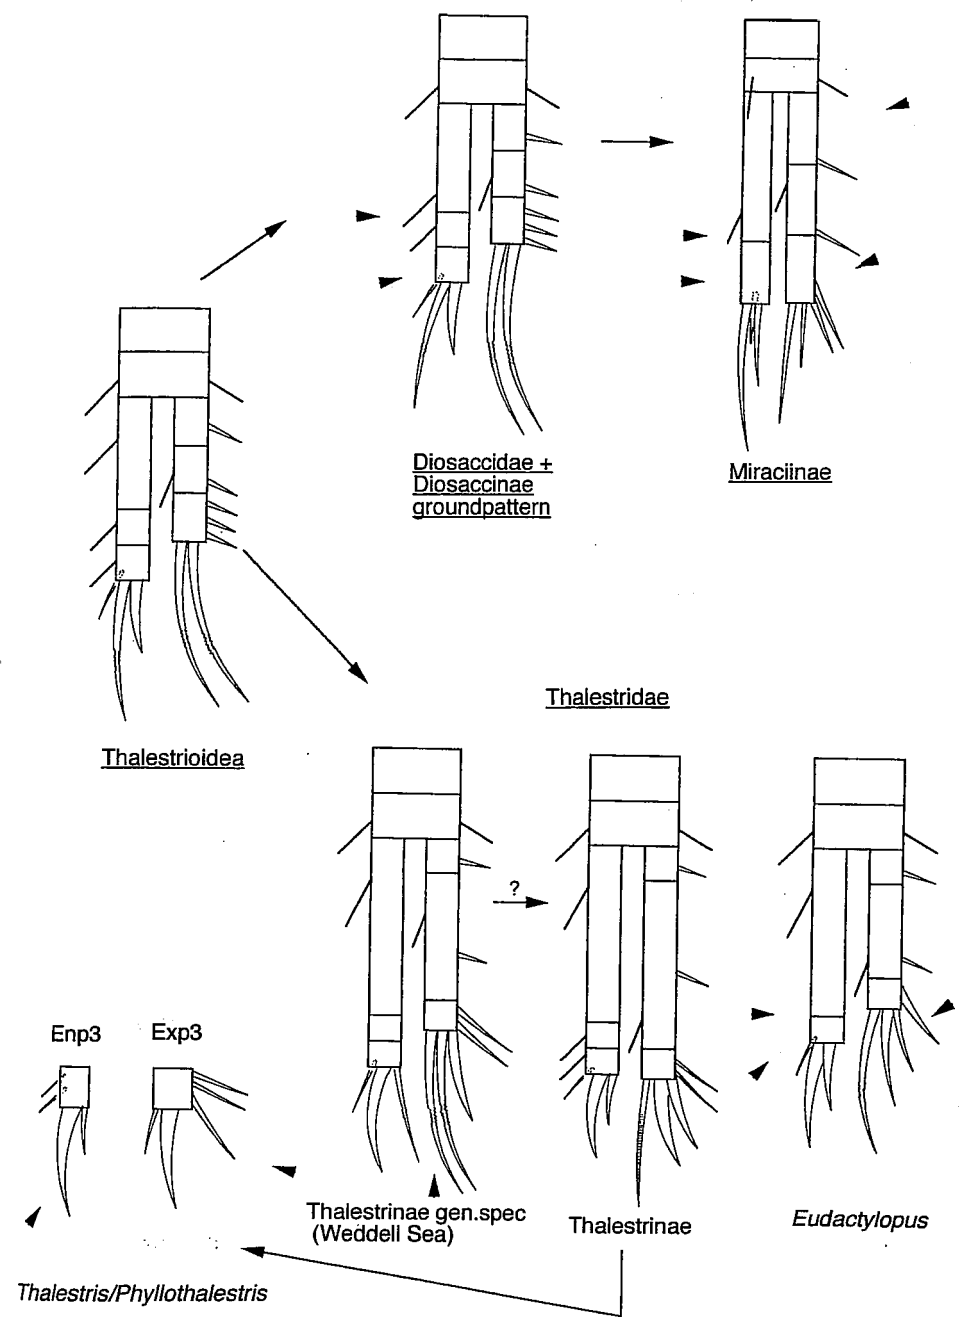 Diosaccidae +
Diosaccinae
groundpattern
Miraciinae
Thalestrioidea
Thalestridae
?
Enp3
Exp3
Thalestrinae gen.spec
(Weddell Sea)
Thalestrinae
Eudactylopus
Thalestris/Phyllothalestris